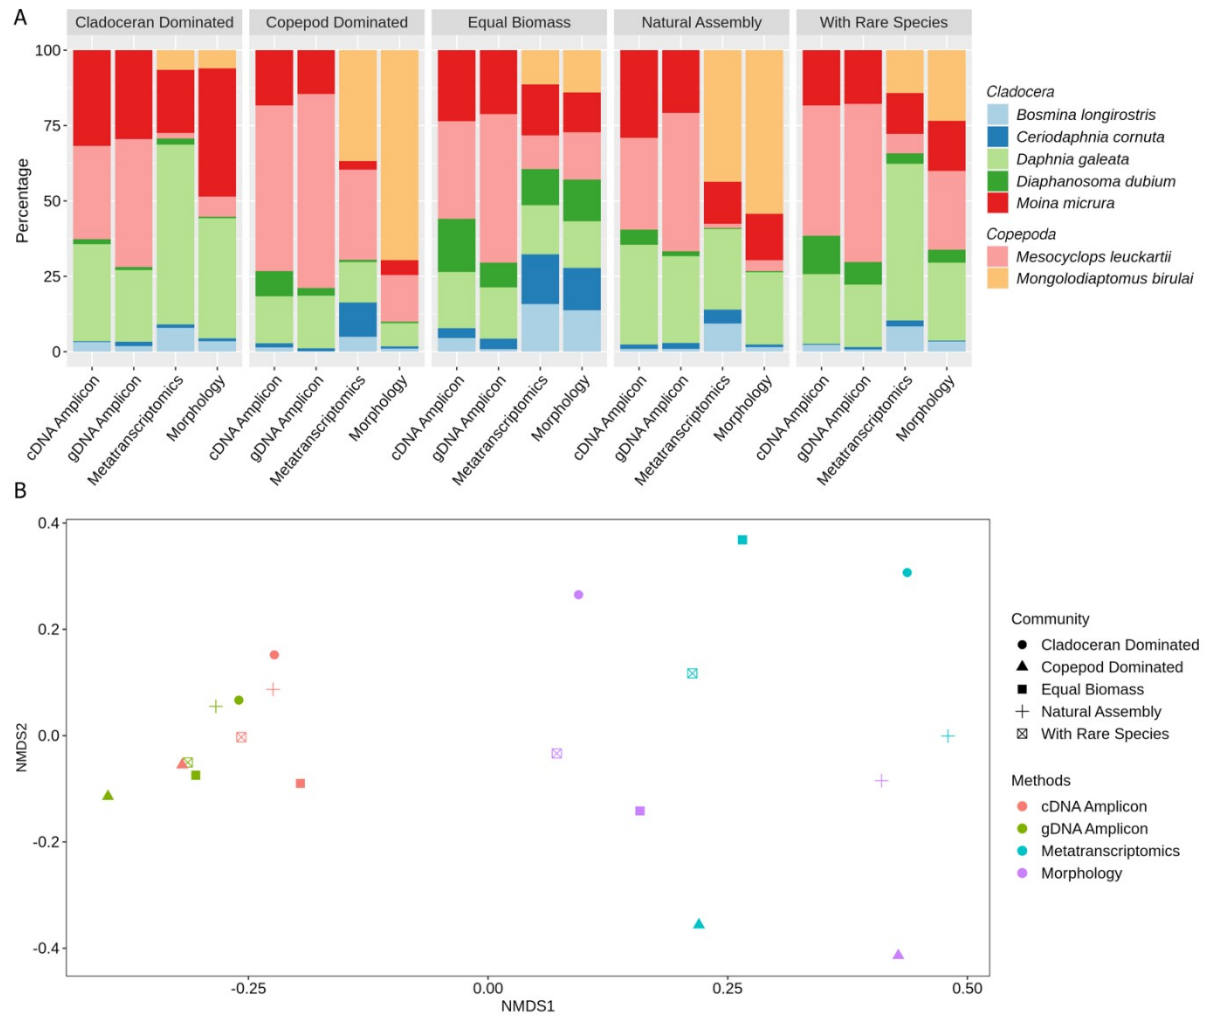 A
Cladoceran Dominated Copepod Dominated Equal Biomass Natural Assembly With Rare Species
100
75
50
25
0
Percentage
cDNA Amplicon gDNA Amplicon Metatranscriptomics Morphology cDNA Amplicon gDNA Amplicon Metatranscriptomics Morphology cDNA Amplicon gDNA Amplicon Metatranscriptomics Morphology cDNA Amplicon gDNA Amplicon Metatranscriptomics Morphology cDNA Amplicon gDNA Amplicon Metatranscriptomics Morphology
Cladocera
Bosmina longirostris
Ceriodaphnia cornuta
Daphnia galeata
Diaphanosoma dubium
Moina micrura
Copepoda
Mesocyclops leuckartii
Mongolodiaptomus birulai
B
0.4
0.2
0.0
-0.2
-0.4
NMDS2
-0.25 0.00 0.25 0.50
NMDS1
Community
Cladoceran Dominated
Copepod Dominated
Equal Biomass
Natural Assembly
With Rare Species
Methods
cDNA Amplicon
gDNA Amplicon
Metatranscriptomics
Morphology